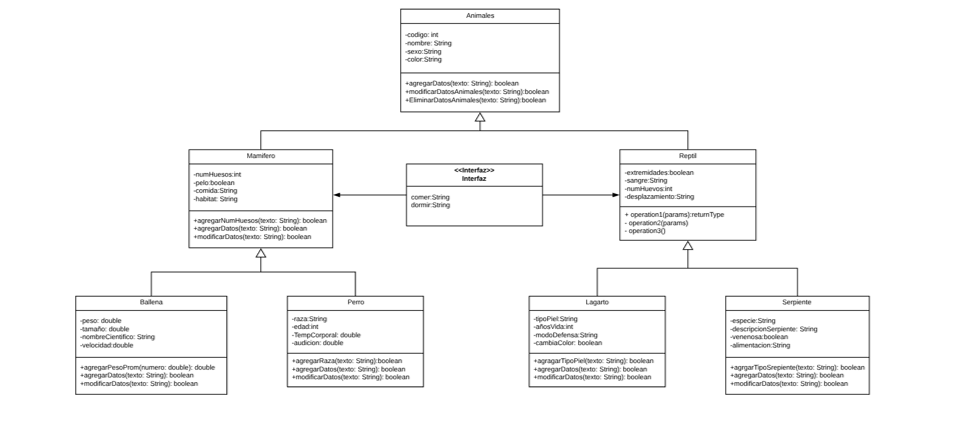 Animales
-codigo: int
-nombre: String
-sexo:String
-color:String
+agregarDatos(texto: String): boolean
+modificarDatosAnimales(texto: String):boolean
+EliminarDatosAnimales(texto: String):boolean
Mamifero
-numHuesos:int
-pelo:boolean
-comida:String
-habitat: String
+agregarNumHuesos(texto: String): boolean
+agregarDatos(texto: String): boolean
+modificarDatos(texto: String): boolean
<<Interfaz>>
Interfaz
comer:String
dormir:String
Reptil
-extremidades:boolean
-sangre:String
-numHuevos:int
-desplazamiento:String
+ operation1(params):returnType
- operation2(params)
- operation3()
Ballena
-peso: double
-tamaño: double
-nombreCientifico: String
-velocidad:double
+agregarPesoProm(numero: double): double
+agregarDatos(texto: String): boolean
+modificarDatos(texto: String): boolean
Perro
-raza:String
-edad:int
-TempCorporal: double
-audicion: double
+agregarRaza(texto: String):boolean
+agregarDatos(texto: String): boolean
+modificarDatos(texto: String): boolean
Lagarto
-tipoPiel:String
-añosVida:int
-modoDefensa:String
-cambiaColor: boolean
+agragarTipoPiel(texto: String): boolean
+agregarDatos(texto: String): boolean
+modificarDatos(texto: String): boolean
Serpiente
-especie:String
-descripcionSerpiente: String
-venenosa:boolean
-alimentacion:String
+agrgarTipoSrepiente(texto: String): boolean
+agregarDatos(texto: String): boolean
+modificarDatos(texto: String): boolean